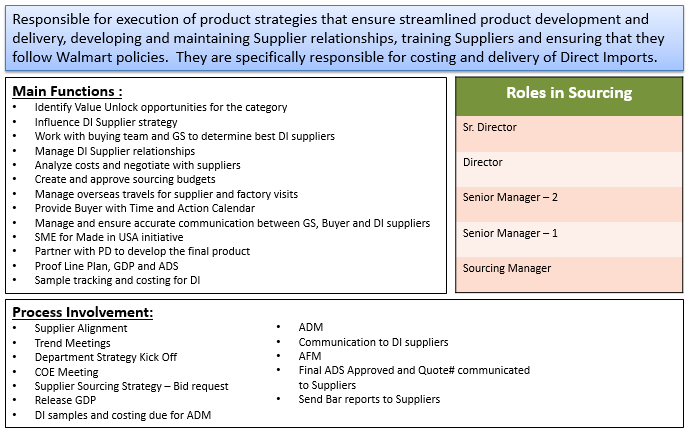 Responsible for execution of product strategies that ensure streamlined product development and
delivery, developing and maintaining Supplier relationships, training Suppliers and ensuring that they
follow Walmart policies.  They are specifically responsible for costing and delivery of Direct Imports.
Main Functions :
• Identify Value Unlock opportunities for the category
• Influence DI Supplier strategy
• Work with buying team and GS to determine best DI suppliers
• Manage DI Supplier relationships
• Analyze costs and negotiate with suppliers
• Create and approve sourcing budgets
• Manage overseas travels for supplier and factory visits
• Provide Buyer with Time and Action Calendar
• Manage and ensure accurate communication between GS, Buyer and DI suppliers
• SME for Made in USA initiative
• Partner with PD to develop the final product
• Proof Line Plan, GDP and ADS
• Sample tracking and costing for DI
Roles in Sourcing
Sr. Director
Director
Senior Manager – 2
Senior Manager – 1
Sourcing Manager
Process Involvement:
• Supplier Alignment
• Trend Meetings
• Department Strategy Kick Off
• COE Meeting
• Supplier Sourcing Strategy – Bid request
• Release GDP
• DI samples and costing due for ADM
• ADM
• Communication to DI suppliers
• AFM
• Final ADS Approved and Quote# communicated
to Suppliers
• Send Bar reports to Suppliers